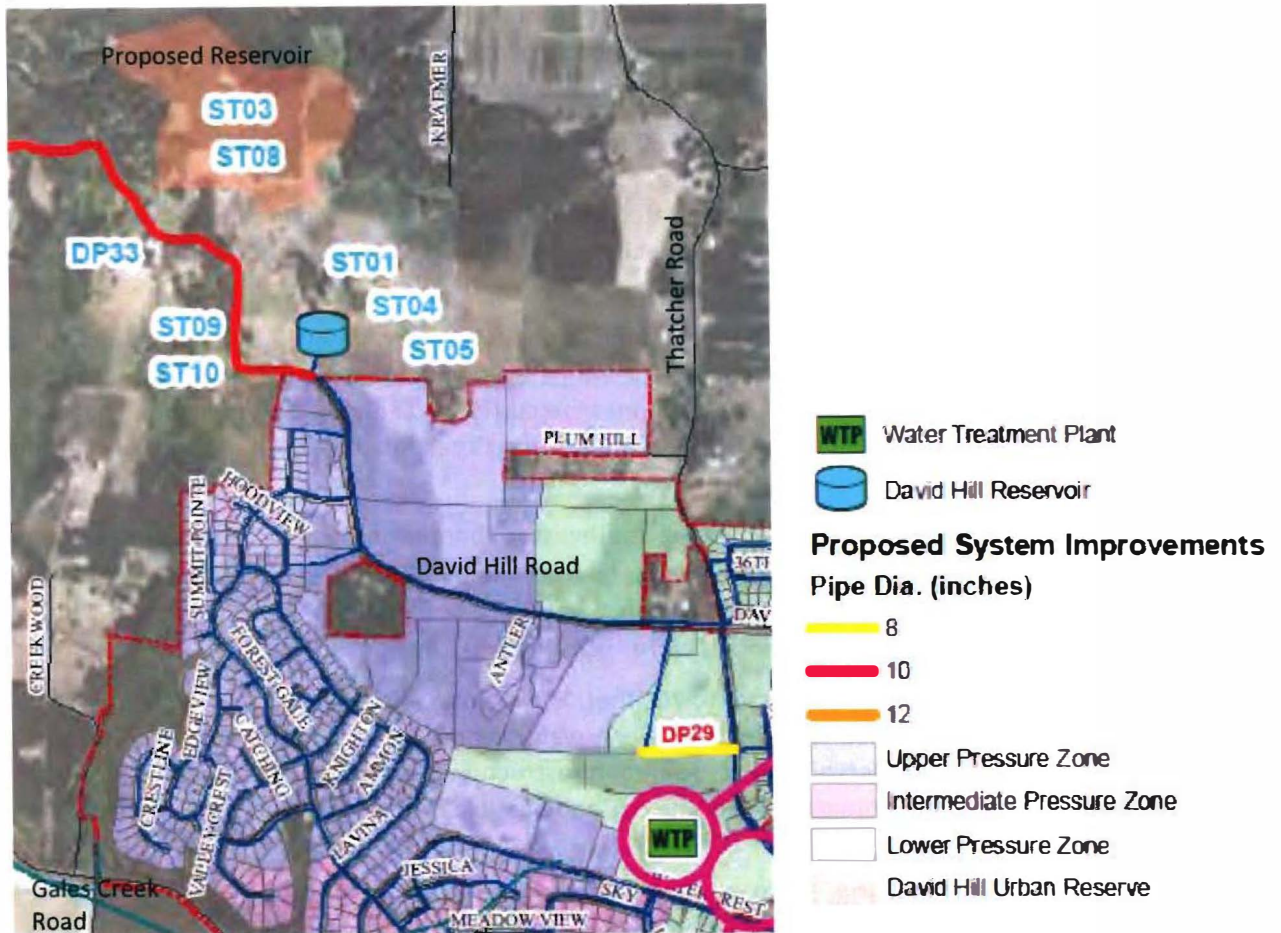 Proposed Reservoir
ST03
ST08
KRAEMER
DP33
ST01
ST04
ST05
ST09
ST10
Thatcher Road
PLUM HILL
HOODVIEW
SUMMIT POINTE
David Hill Road
36TH
DAV
CREEKWOOD
FOREST GALE
ANTLER
EDGEVIEW
CATCHING
KNIGHTON
AMMON
DP29
CRESTLINE
VALLEY CREST
LAVINA
WTP
JESSICA
SKY
WATERCREST
MEADOW VIEW
Gales Creek
Road
WTP Water Treatment Plant
David Hill Reservoir
Proposed System Improvements
Pipe Dia. (inches)
8
10
12
Upper Pressure Zone
Intermediate Pressure Zone
Lower Pressure Zone
David Hill Urban Reserve